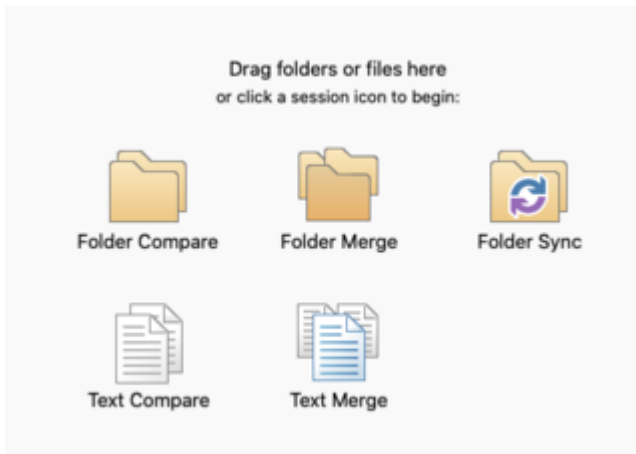 Drag folders or files here
or click a session icon to begin:
Folder Compare
Folder Merge
Folder Sync
Text Compare
Text Merge